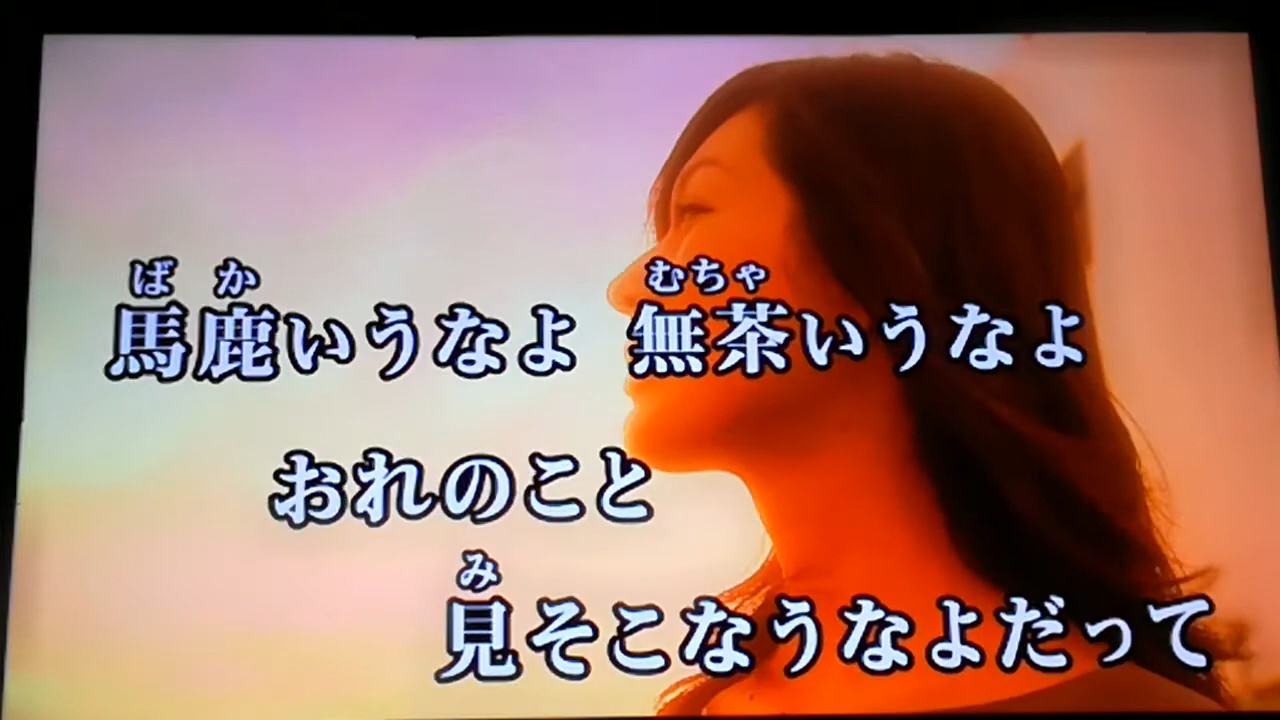 ばか むちゃ
馬鹿いうなよ 無茶いうなよ
おれのこと
み
見そこなうなよだって